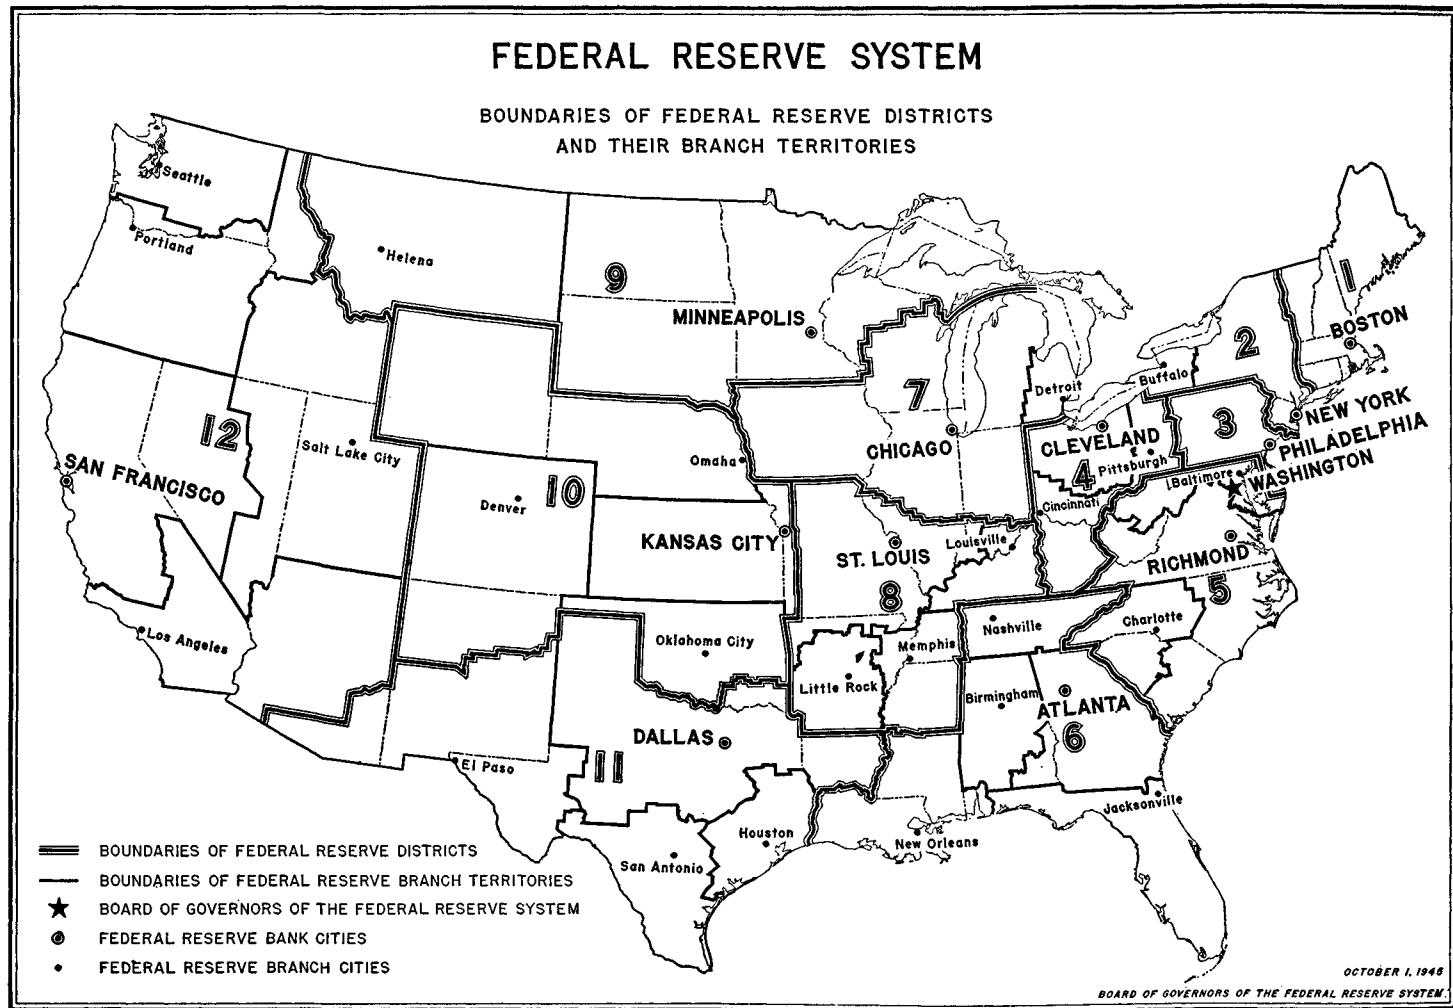 FEDERAL RESERVE SYSTEM
BOUNDARIES OF FEDERAL RESERVE DISTRICTS
AND THEIR BRANCH TERRITORIES
Seattle
Portland
Helena
9
MINNEAPOLIS
1
BOSTON
2
Buffalo
Detroit
7
CHICAGO
3
NEW YORK
PHILADELPHIA
WASHINGTON
CLEVELAND
4
Pittsburgh
Baltimore
Cincinnati
12
Salt Lake City
SAN FRANCISCO
Omaha
Denver
10
KANSAS CITY
ST. LOUIS
8
Louisville
RICHMOND
5
Los Angeles
Oklahoma City
Memphis
Nashville
Charlotte
Little Rock
Birmingham
ATLANTA
6
DALLAS
11
El Paso
Jacksonville
Houston
New Orleans
San Antonio
BOUNDARIES OF FEDERAL RESERVE DISTRICTS
BOUNDARIES OF FEDERAL RESERVE BRANCH TERRITORIES
BOARD OF GOVERNORS OF THE FEDERAL RESERVE SYSTEM
FEDERAL RESERVE BANK CITIES
FEDERAL RESERVE BRANCH CITIES
OCTOBER 1, 1946
BOARD OF GOVERNORS OF THE FEDERAL RESERVE SYSTEM